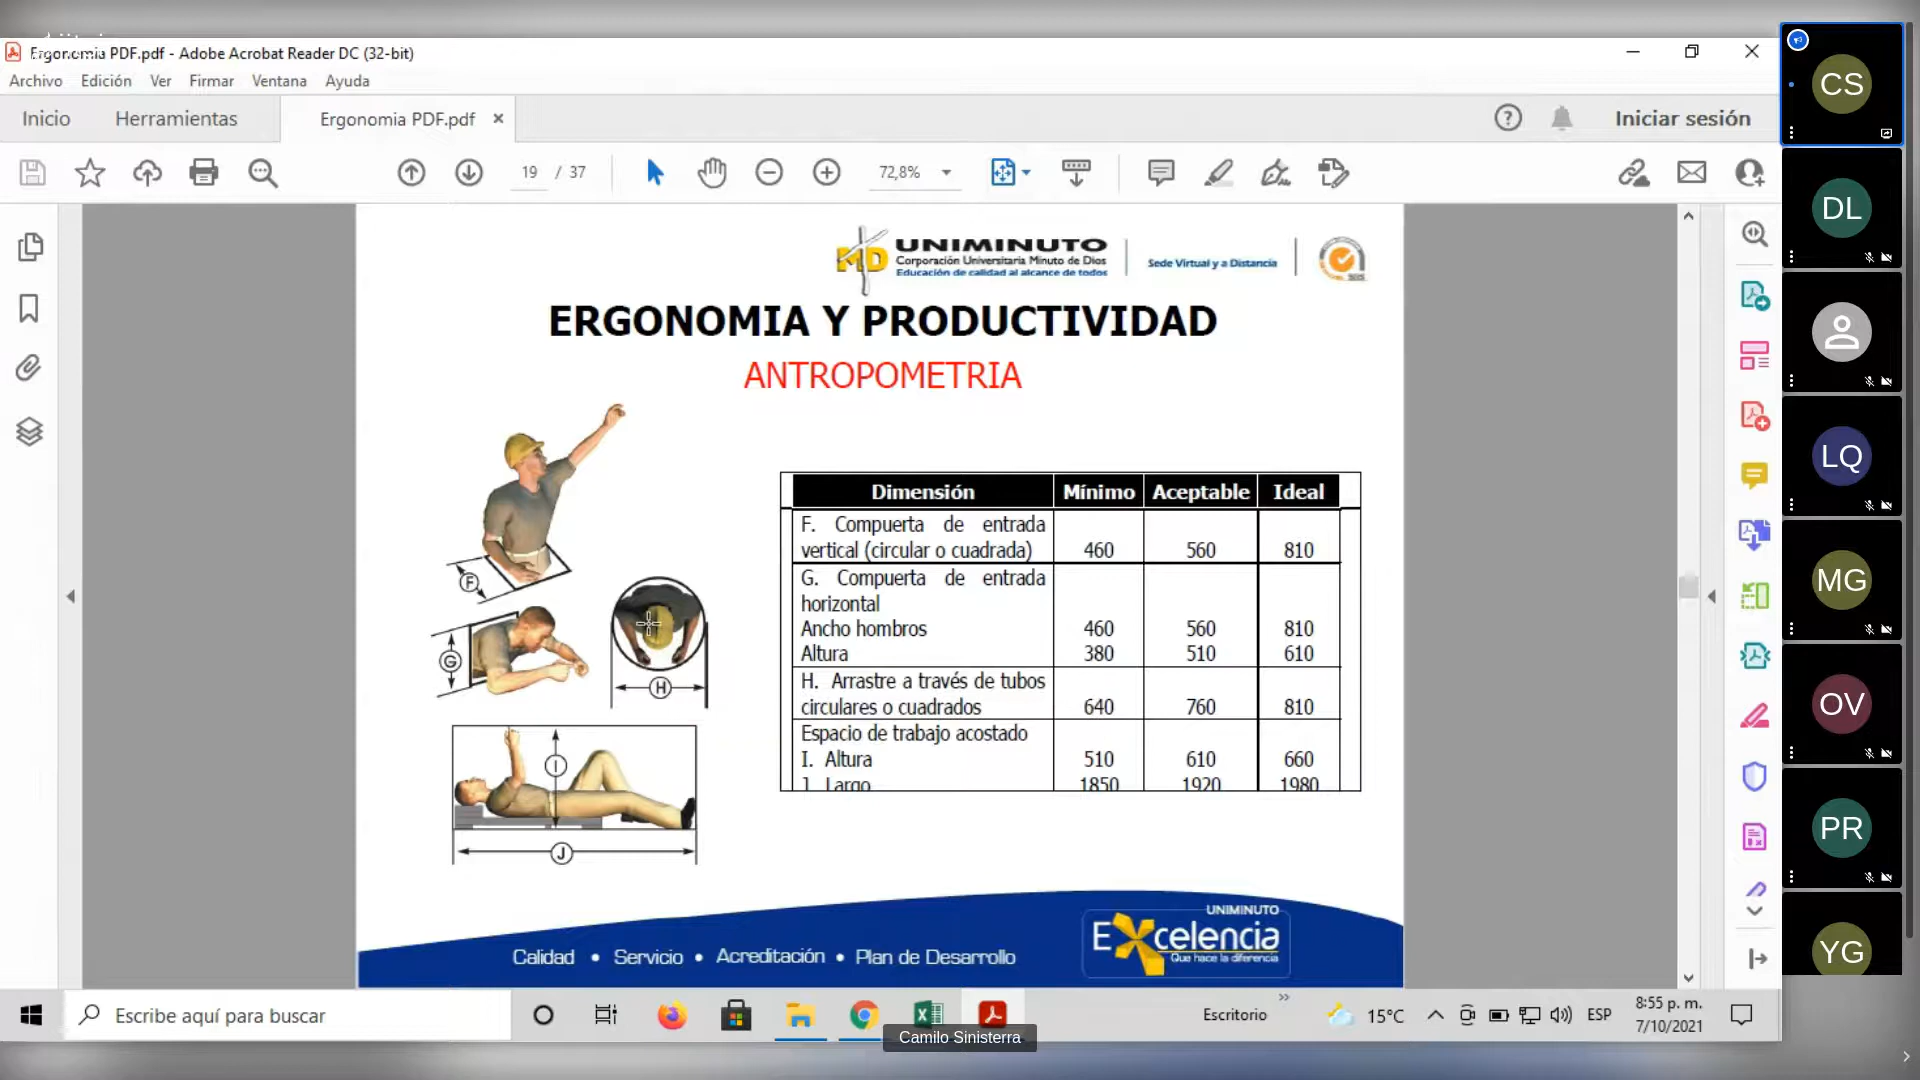 Ergonomia PDF.pdf - Adobe Acrobat Reader DC (32-bit)
Archivo Edición Ver Firmar Ventana Ayuda
Inicio Herramientas Ergonomia PDF.pdf × Iniciar sesión
19 / 37 72,8%
UNIMINUTO
Corporación Universitaria Minuto de Dios
Educación de calidad al alcance de todos
Sede Virtual y a Distancia
ERGONOMIA Y PRODUCTIVIDAD
ANTROPOMETRIA
F
G
H
I
J
Dimensión Mínimo Aceptable Ideal
F. Compuerta de entrada
vertical (circular o cuadrada) 460 560 810
G. Compuerta de entrada
horizontal
Ancho hombros 460 560 810
Altura 380 510 610
H. Arrastre a través de tubos
circulares o cuadrados 640 760 810
Espacio de trabajo acostado
I. Altura 510 610 660
J. Largo 1850 1920 1980
Calidad • Servicio • Acreditación • Plan de Desarrollo
UNIMINUTO
Excelencia
Que hace la diferencia
Escribe aquí para buscar
Escritorio
15°C
ESP
8:55 p. m.
7/10/2021
Camilo Sinisterra
CS
DL
LQ
MG
OV
PR
YG